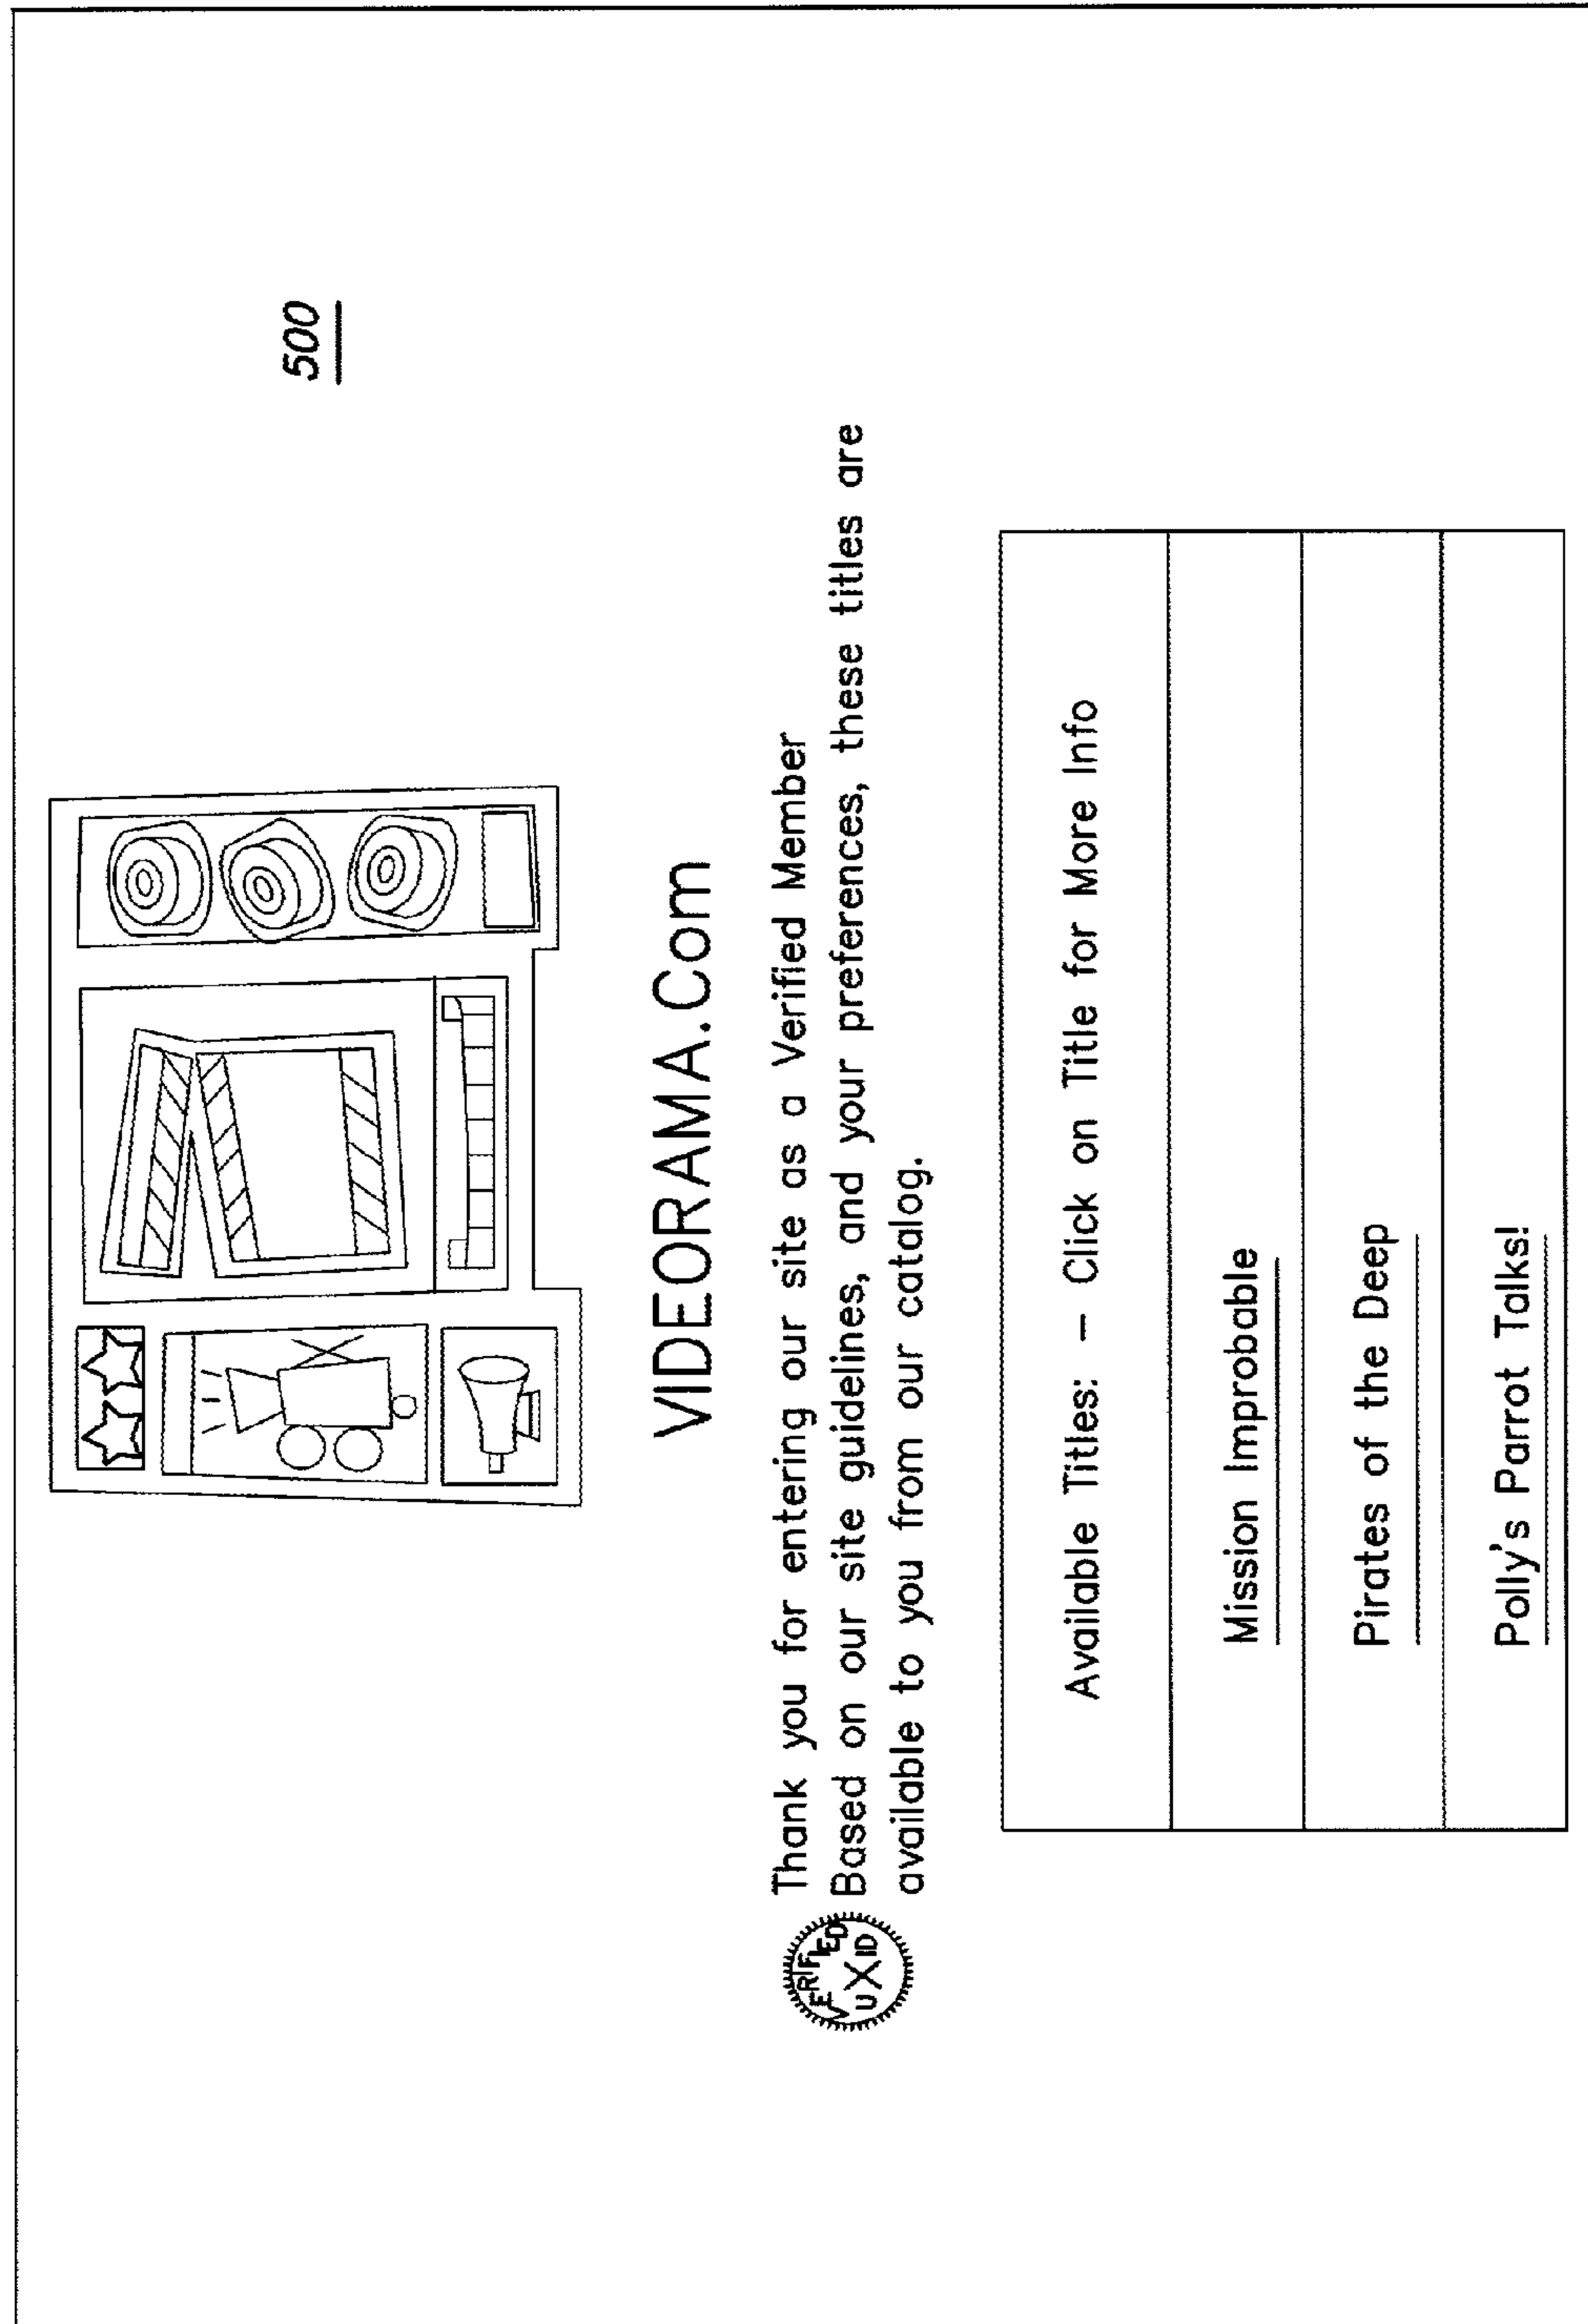 500
VIDEORAMA.Com
VERIFIED
UXID
Thank you for entering our site as a Verified Member
Based on our site guidelines, and your preferences, these titles are
available to you from our catalog.
Available Titles: – Click on Title for More Info
Mission Improbable
Pirates of the Deep
Polly's Parrot Talks!